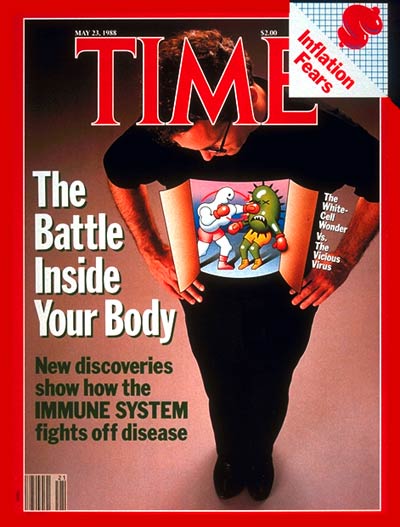 MAY 23, 1988
$2.00
TIME
Inflation
Fears
The
Battle
Inside
Your Body
The
White-
Cell
Wonder
Vs.
The
Vicious
Virus
New discoveries
show how the
IMMUNE SYSTEM
fights off disease
21